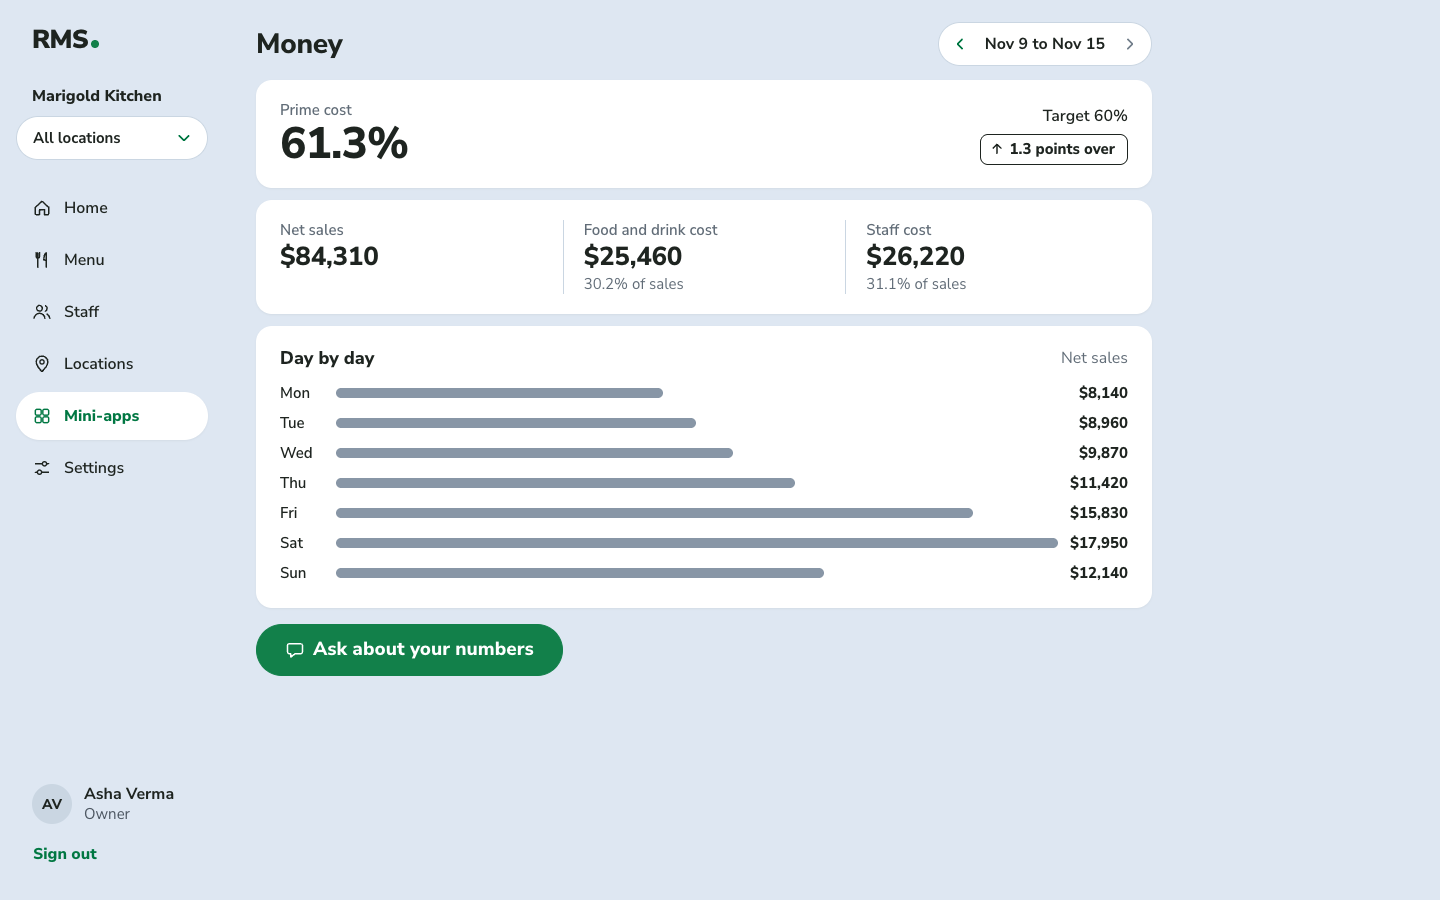 RMS.
Marigold Kitchen
All locations
Home
Menu
Staff
Locations
Mini-apps
Settings
AV
Asha Verma
Owner
Sign out
Money
Nov 9 to Nov 15
Prime cost
61.3%
Target 60%
↑ 1.3 points over
Net sales
$84,310
Food and drink cost
$25,460
30.2% of sales
Staff cost
$26,220
31.1% of sales
Day by day
Net sales
Mon $8,140
Tue $8,960
Wed $9,870
Thu $11,420
Fri $15,830
Sat $17,950
Sun $12,140
Ask about your numbers